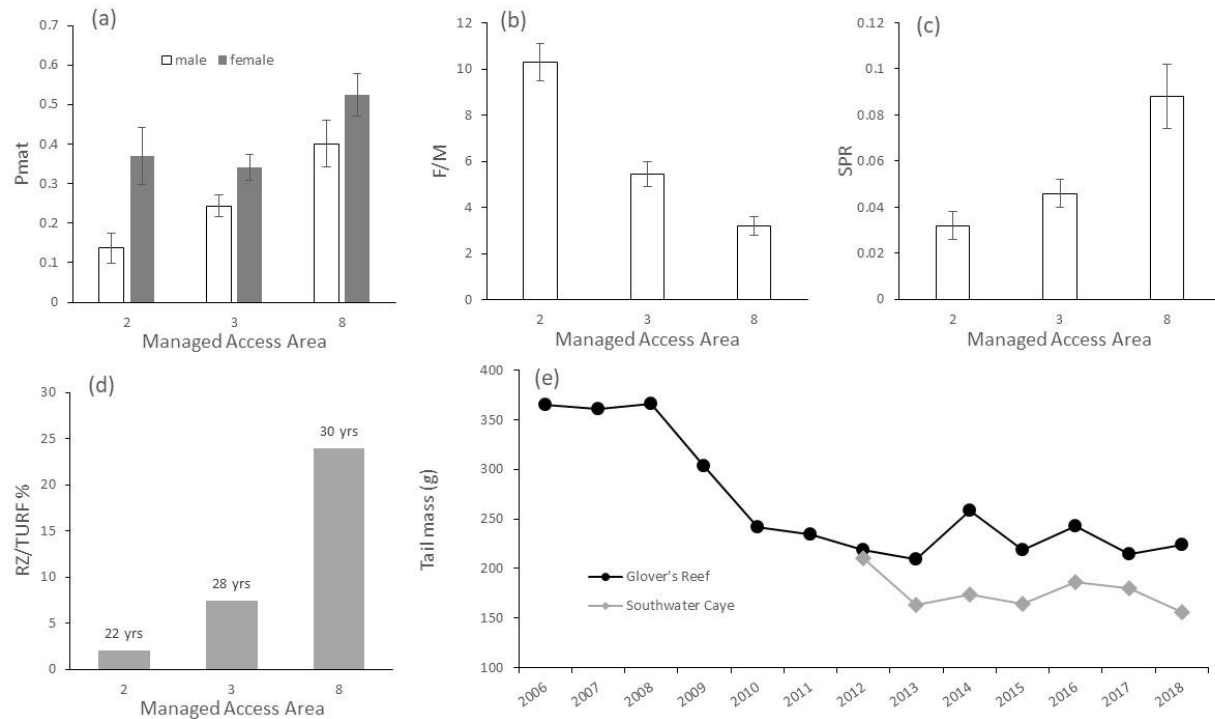 (a)
0.7
0.6
0.5
0.4
0.3
0.2
0.1
0
Pmat
male female
2 3 8
Managed Access Area
(b)
12
10
8
6
4
2
0
F/M
2 3 8
Managed Access Area
(c)
0.12
0.1
0.08
0.06
0.04
0.02
0
SPR
2 3 8
Managed Access Area
(d)
30
25
20
15
10
5
0
RZ/TURF %
22 yrs
28 yrs
30 yrs
2 3 8
Managed Access Area
(e)
400
350
300
250
200
150
100
Tail mass (g)
Glover's Reef
Southwater Caye
2006 2007 2008 2009 2010 2011 2012 2013 2014 2015 2016 2017 2018